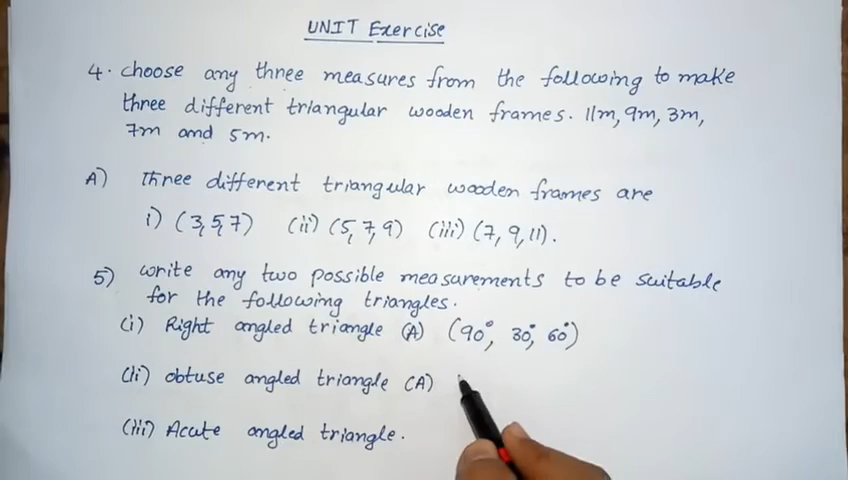 UNIT Exercise
4. choose any three measures from the following to make
three different triangular wooden frames. 11m, 9m, 3m,
7m and 5m.
A) three different triangular wooden frames are
i) (3,5,7) (ii) (5,7,9) (iii) (7,9,11).
5) write any two possible measurements to be suitable
for the following triangles.
(i) Right angled triangle (A) (90°, 30°, 60°)
(ii) obtuse angled triangle (A)
(iii) Acute angled triangle.